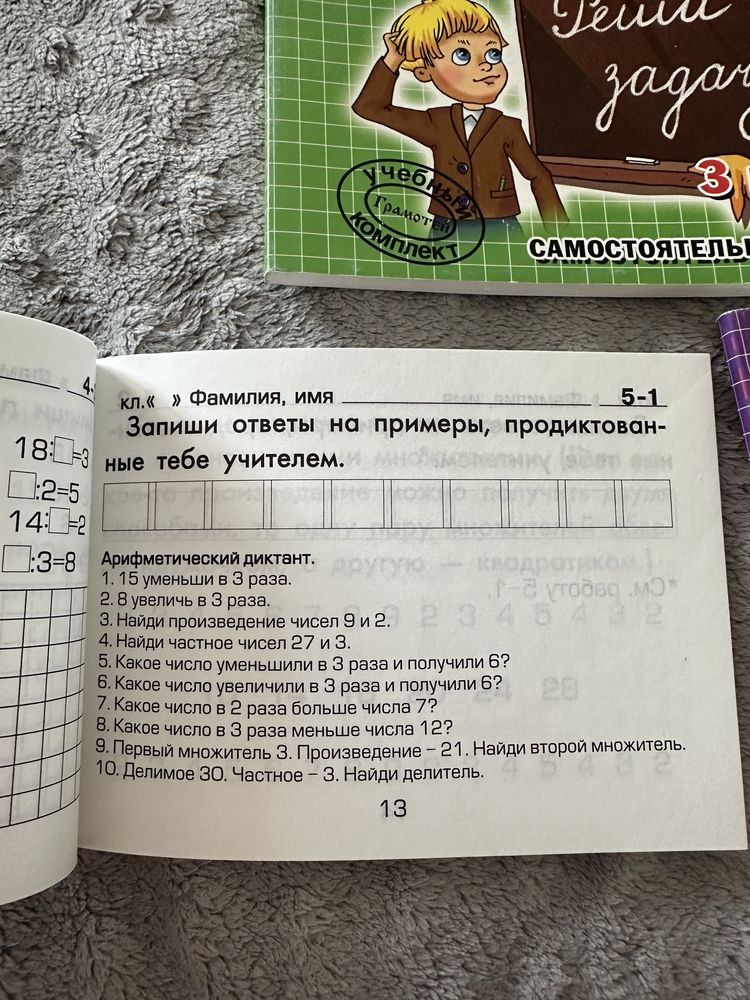 Реши
задач
3
учебный
Грамотей
комплект
18:□=3
□:2=5
14:□=2
□:3=8
кл.« » Фамилия, имя 5-1
Запиши ответы на примеры, продиктован-
ные тебе учителем.
Арифметический диктант.
1. 15 уменьши в 3 раза.
2. 8 увеличь в 3 раза.
3. Найди произведение чисел 9 и 2.
4. Найди частное чисел 27 и 3.
5. Какое число уменьшили в 3 раза и получили 6?
6. Какое число увеличили в 3 раза и получили 6?
7. Какое число в 2 раза больше числа 7?
8. Какое число в 3 раза меньше числа 12?
9. Первый множитель 3. Произведение – 21. Найди второй множитель.
10. Делимое 30. Частное – 3. Найди делитель.
13